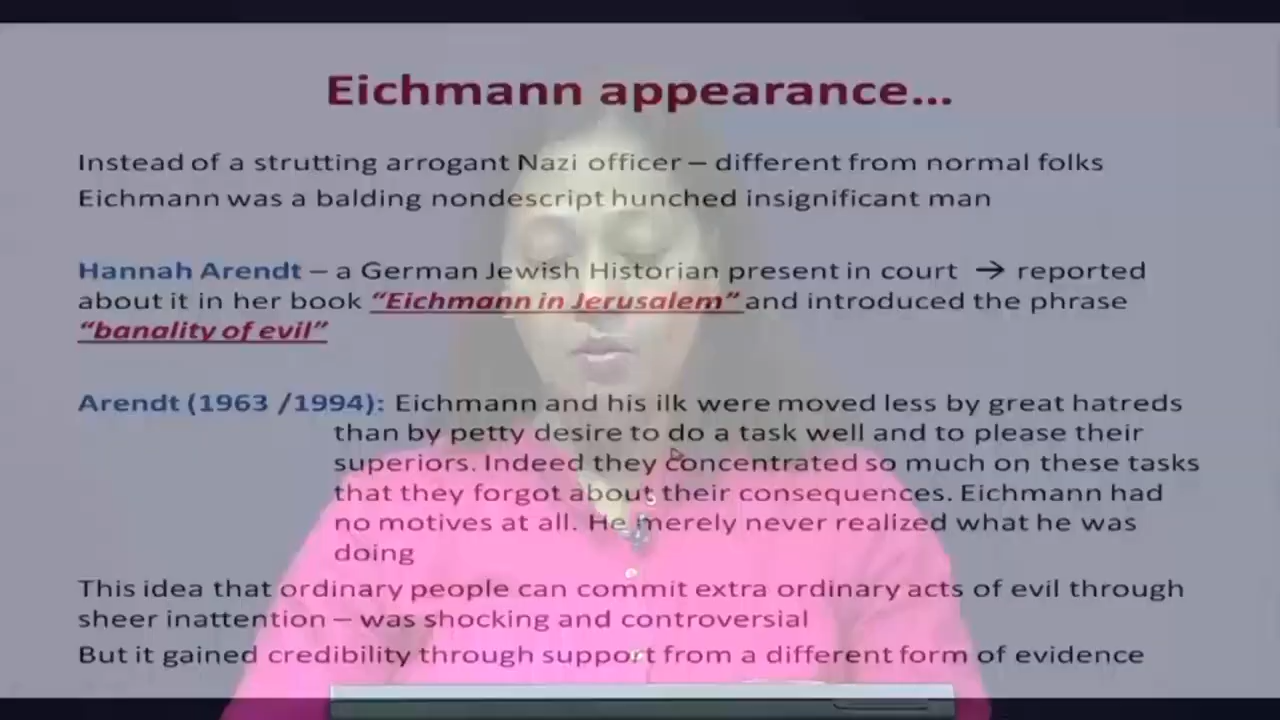 Eichmann appearance...
Instead of a strutting arrogant Nazi officer – different from normal folks
Eichmann was a balding nondescript hunched insignificant man
Hannah Arendt – a German Jewish Historian present in court → reported
about it in her book “Eichmann in Jerusalem” and introduced the phrase
“banality of evil”
Arendt (1963 /1994): Eichmann and his ilk were moved less by great hatreds
than by petty desire to do a task well and to please their
superiors. Indeed they concentrated so much on these tasks
that they forgot about their consequences. Eichmann had
no motives at all. He merely never realized what he was
doing
This idea that ordinary people can commit extra ordinary acts of evil through
sheer inattention – was shocking and controversial
But it gained credibility through support from a different form of evidence